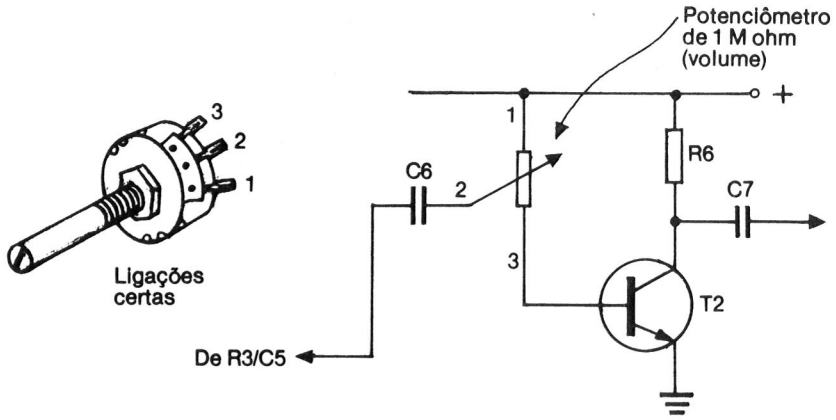 Potenciômetro
de 1 M ohm
(volume)
+
3
2
1
1
R6
C6
2
C7
3
T2
Ligações
certas
De R3/C5